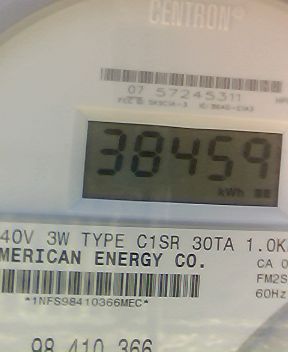 CENTRON®
07 57245311
38459
kWh
40V 3W TYPE C1SR 30TA 1.0K
MERICAN ENERGY CO.
CA 0
FM2S
60Hz
*1NFS98410366MEC*
98 410 366